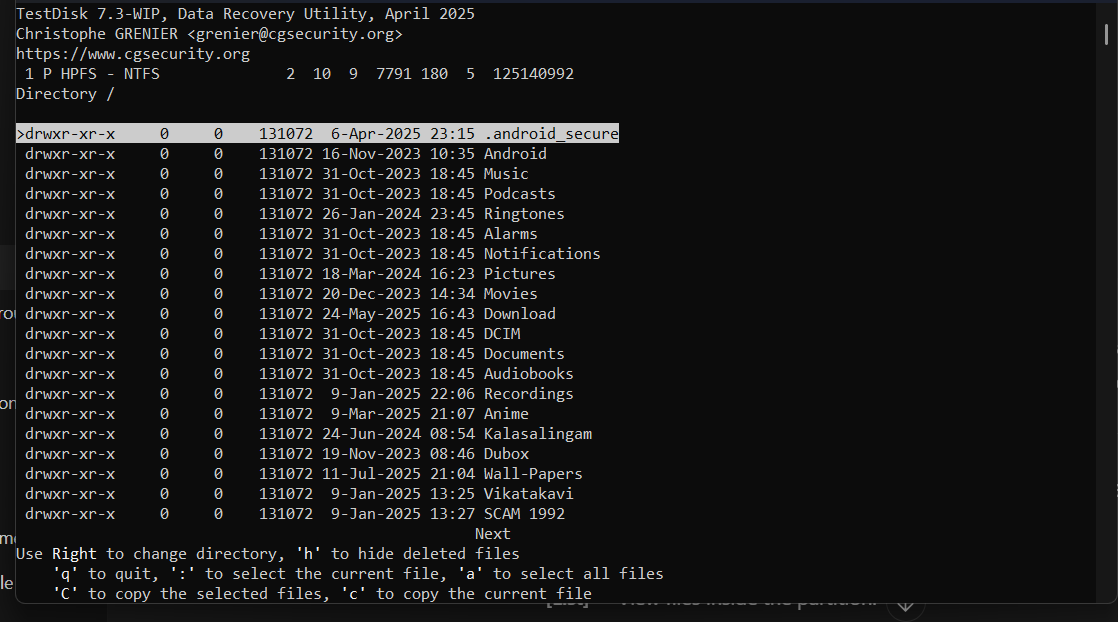 TestDisk 7.3-WIP, Data Recovery Utility, April 2025
Christophe GRENIER <grenier@cgsecurity.org>
https://www.cgsecurity.org
 1 P HPFS - NTFS              2  10  9  7791 180  5  125140992
Directory /
>drwxr-xr-x     0     0    131072  6-Apr-2025 23:15 .android_secure
 drwxr-xr-x     0     0    131072 16-Nov-2023 10:35 Android
 drwxr-xr-x     0     0    131072 31-Oct-2023 18:45 Music
 drwxr-xr-x     0     0    131072 31-Oct-2023 18:45 Podcasts
 drwxr-xr-x     0     0    131072 26-Jan-2024 23:45 Ringtones
 drwxr-xr-x     0     0    131072 31-Oct-2023 18:45 Alarms
 drwxr-xr-x     0     0    131072 31-Oct-2023 18:45 Notifications
 drwxr-xr-x     0     0    131072 18-Mar-2024 16:23 Pictures
 drwxr-xr-x     0     0    131072 20-Dec-2023 14:34 Movies
 drwxr-xr-x     0     0    131072 24-May-2025 16:43 Download
 drwxr-xr-x     0     0    131072 31-Oct-2023 18:45 DCIM
 drwxr-xr-x     0     0    131072 31-Oct-2023 18:45 Documents
 drwxr-xr-x     0     0    131072 31-Oct-2023 18:45 Audiobooks
 drwxr-xr-x     0     0    131072  9-Jan-2025 22:06 Recordings
 drwxr-xr-x     0     0    131072  9-Mar-2025 21:07 Anime
 drwxr-xr-x     0     0    131072 24-Jun-2024 08:54 Kalasalingam
 drwxr-xr-x     0     0    131072 19-Nov-2023 08:46 Dubox
 drwxr-xr-x     0     0    131072 11-Jul-2025 21:04 Wall-Papers
 drwxr-xr-x     0     0    131072  9-Jan-2025 13:25 Vikatakavi
 drwxr-xr-x     0     0    131072  9-Jan-2025 13:27 SCAM 1992
Next
Use Right to change directory, 'h' to hide deleted files
    'q' to quit, ':' to select the current file, 'a' to select all files
    'C' to copy the selected files, 'c' to copy the current file